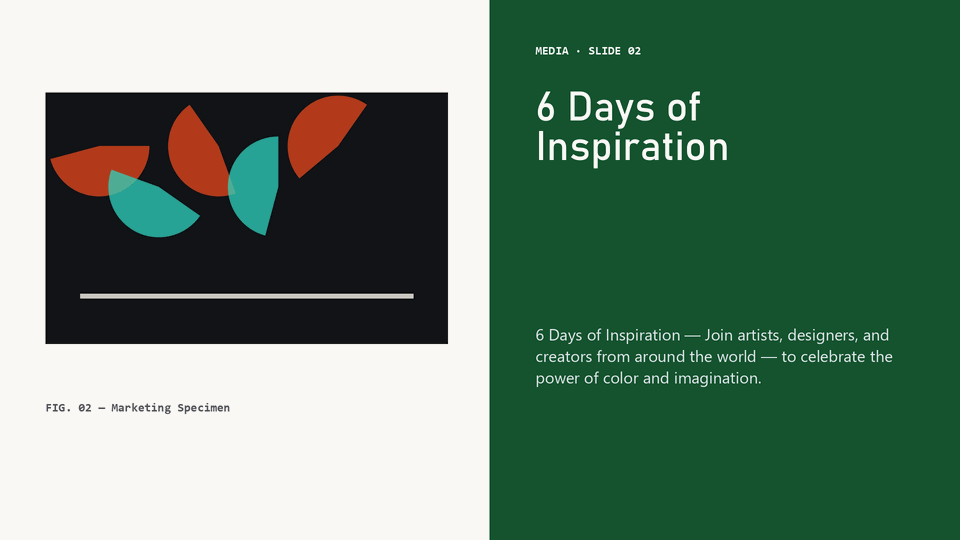 MEDIA · SLIDE 02
6 Days of
Inspiration
6 Days of Inspiration — Join artists, designers, and
creators from around the world — to celebrate the
power of color and imagination.
FIG. 02 — Marketing Specimen